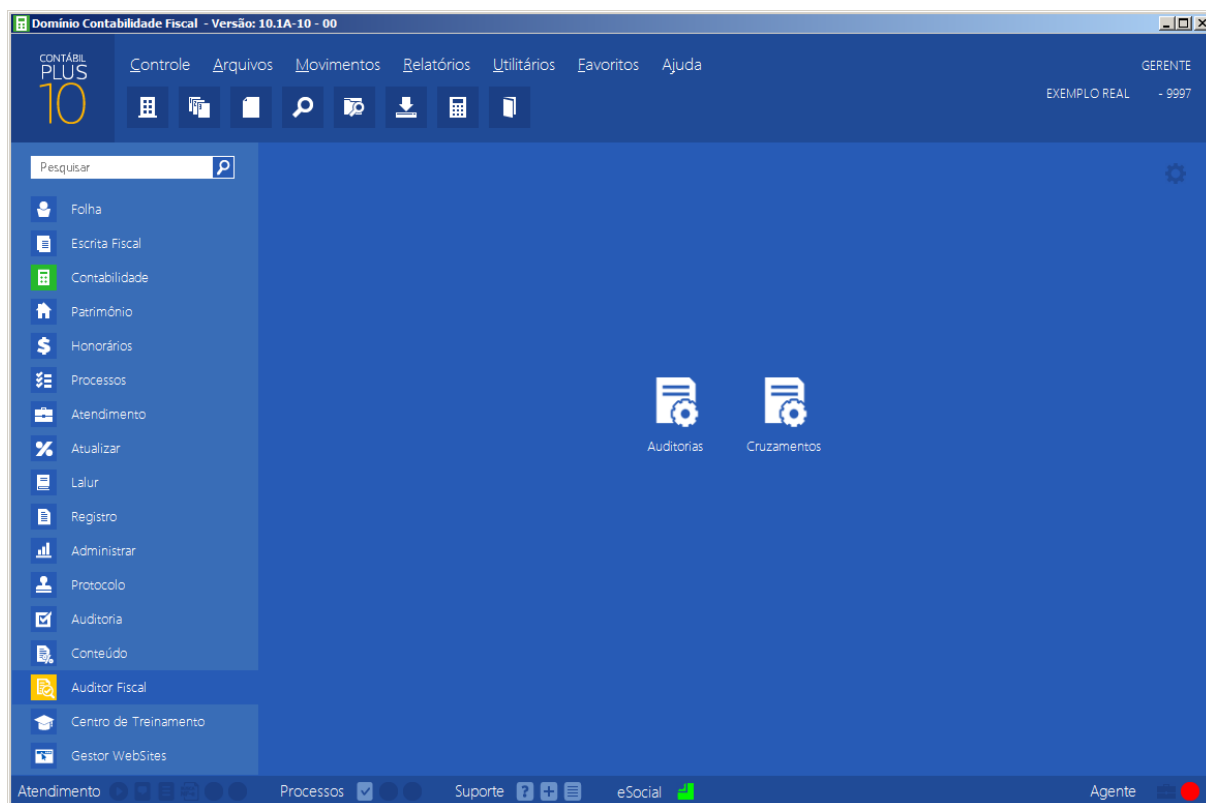 Domínio Contabilidade Fiscal - Versão: 10.1A-10 - 00
CONTÁBIL
PLUS
10
Controle Arquivos Movimentos Relatórios Utilitários Favoritos Ajuda
GERENTE
EXEMPLO REAL - 9997
Pesquisar
Folha
Escrita Fiscal
Contabilidade
Patrimônio
Honorários
Processos
Atendimento
Atualizar
Lalur
Registro
Administrar
Protocolo
Auditoria
Conteúdo
Auditor Fiscal
Centro de Treinamento
Gestor WebSites
Auditorias Cruzamentos
Atendimento Processos Suporte eSocial Agente